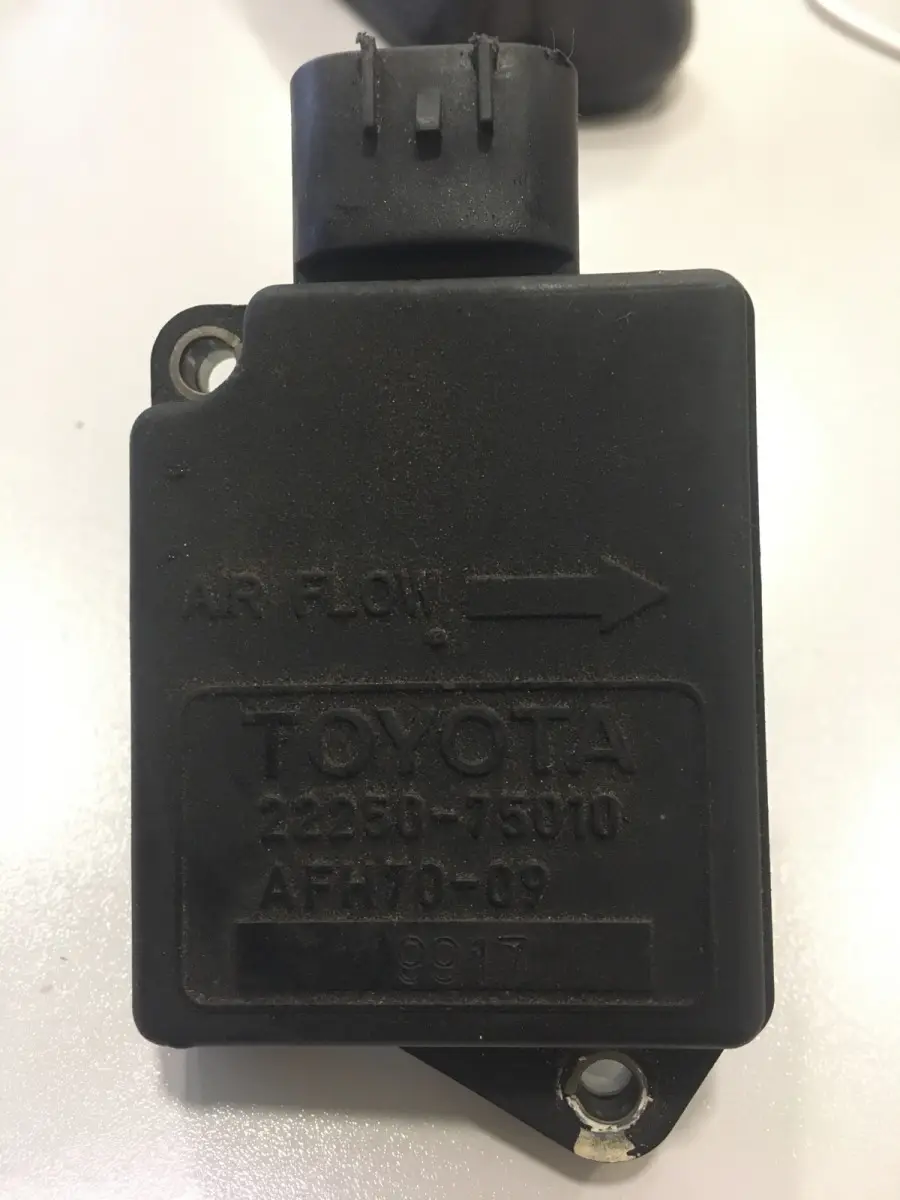 AIR FLOW
TOYOTA
22250-75010
AFH70-09
9917